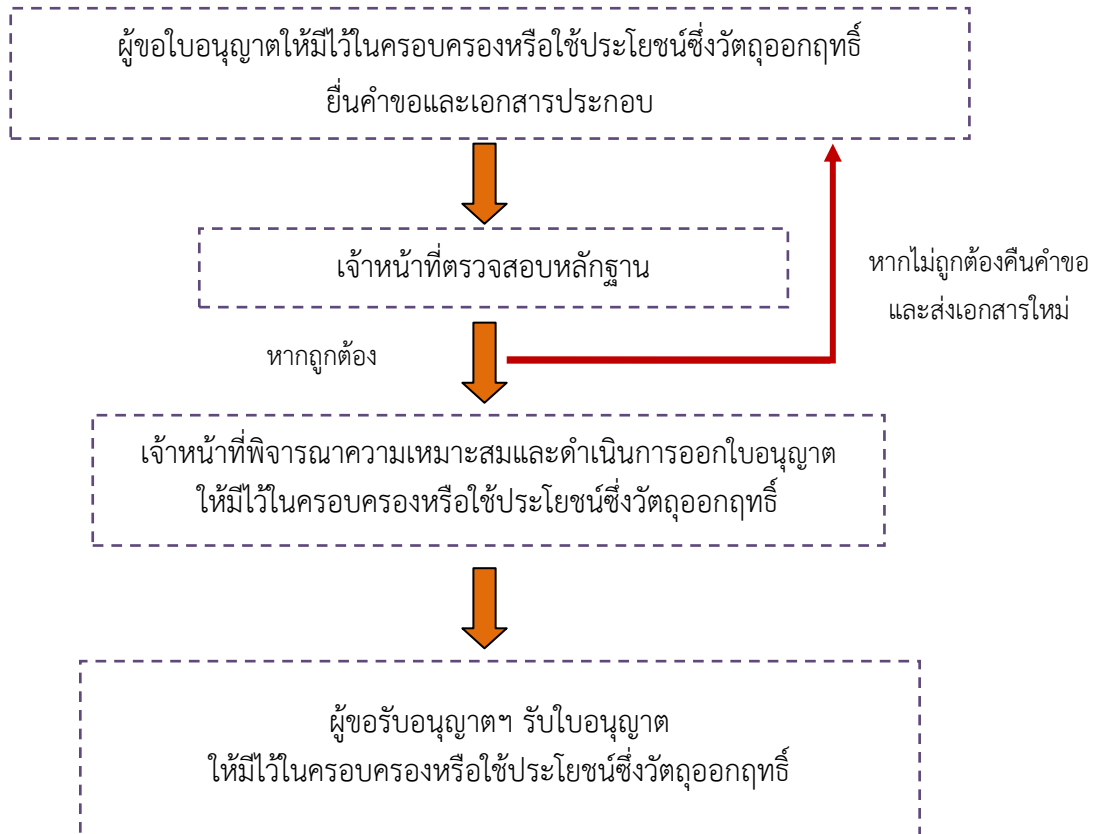 ผู้ขอใบอนุญาตให้มีไว้ในครอบครองหรือใช้ประโยชน์ซึ่งวัตถุออกฤทธิ์
ยื่นคำขอและเอกสารประกอบ
เจ้าหน้าที่ตรวจสอบหลักฐาน
หากไม่ถูกต้องคืนคำขอ
และส่งเอกสารใหม่
หากถูกต้อง
เจ้าหน้าที่พิจารณาความเหมาะสมและดำเนินการออกใบอนุญาต
ให้มีไว้ในครอบครองหรือใช้ประโยชน์ซึ่งวัตถุออกฤทธิ์
ผู้ขอรับอนุญาตฯ รับใบอนุญาต
ให้มีไว้ในครอบครองหรือใช้ประโยชน์ซึ่งวัตถุออกฤทธิ์